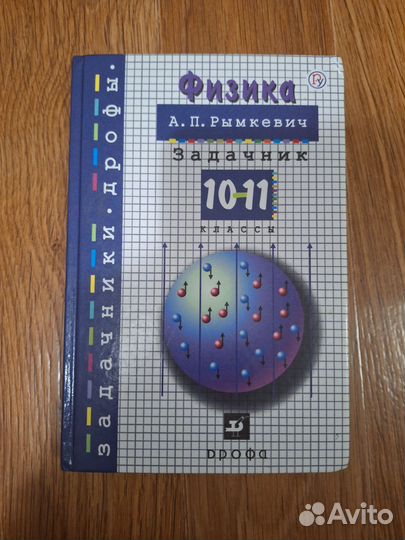 Физика
А.П.Рымкевич
Задачник
10-11
классы
задачники.дрофы.
дрофа
Avito